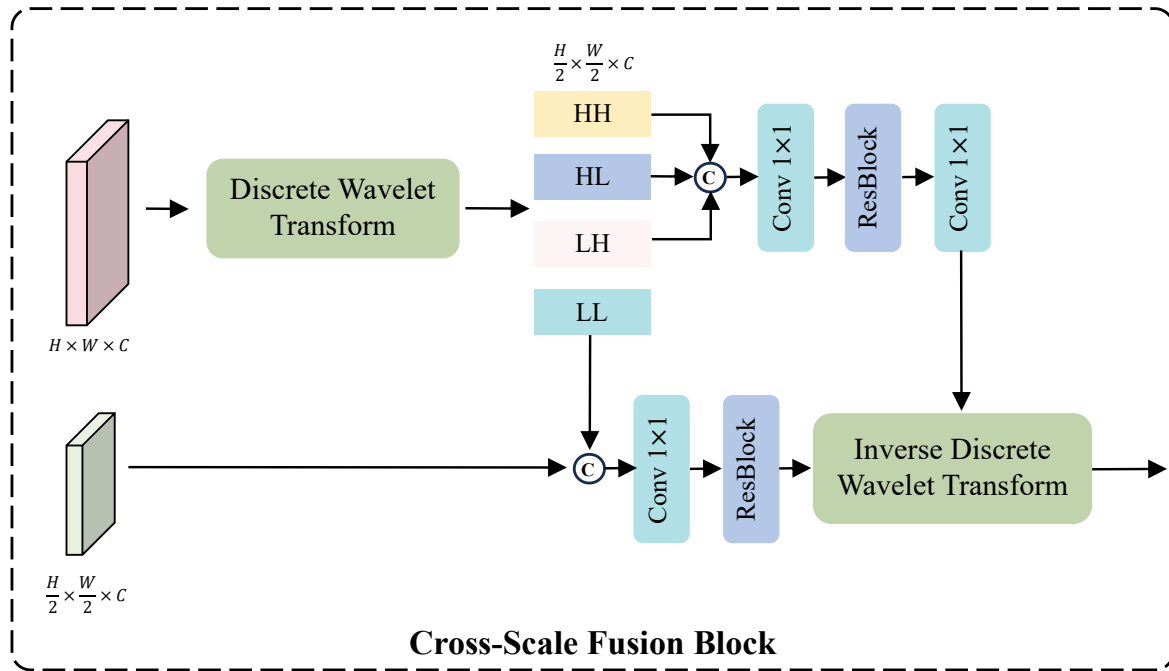 H/2 × W/2 × C
HH
HL
LH
LL
C
Conv 1×1
ResBlock
Conv 1×1
Discrete Wavelet
Transform
H × W × C
C
Conv 1×1
ResBlock
Inverse Discrete
Wavelet Transform
H/2 × W/2 × C
Cross-Scale Fusion Block